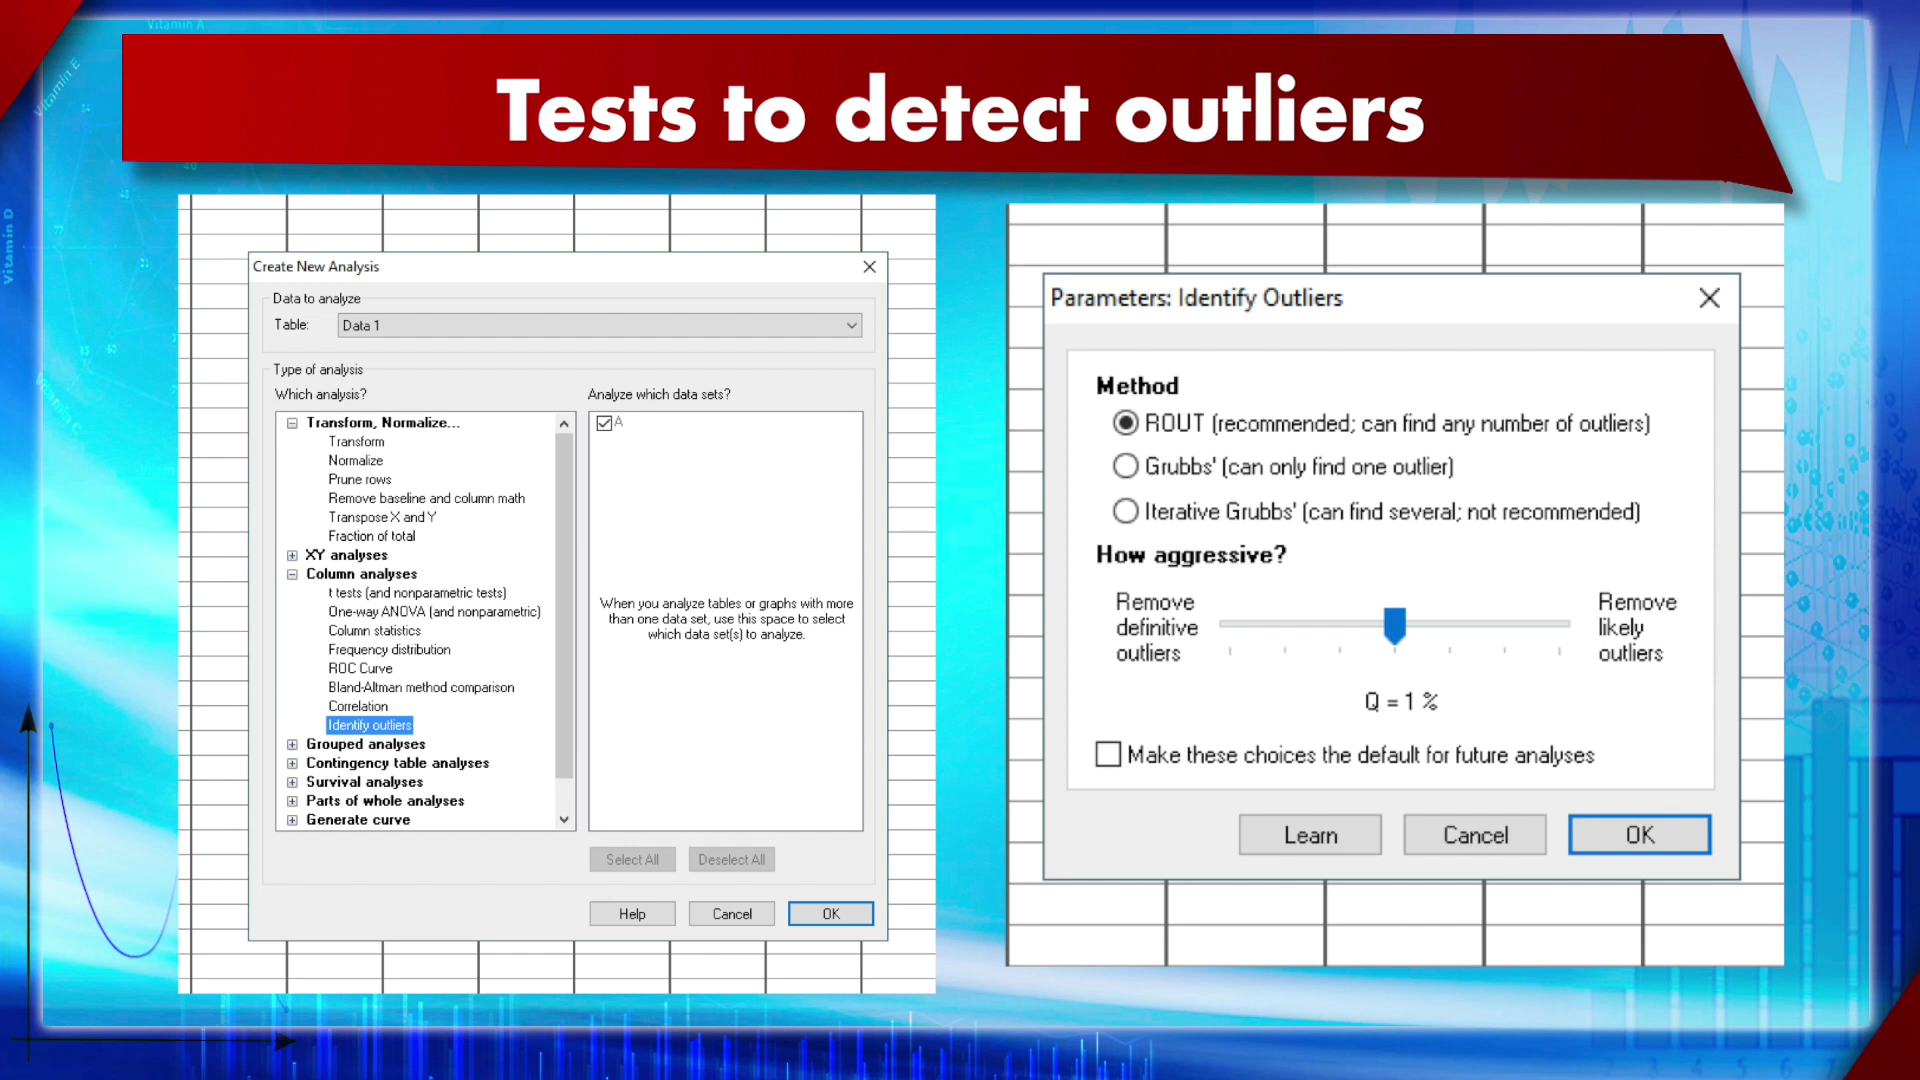 Tests to detect outliers
Create New Analysis
Data to analyze
Table: Data 1
Type of analysis
Which analysis?
Transform, Normalize...
Transform
Normalize
Prune rows
Remove baseline and column math
Transpose X and Y
Fraction of total
XY analyses
Column analyses
t tests (and nonparametric tests)
One-way ANOVA (and nonparametric)
Column statistics
Frequency distribution
ROC Curve
Bland-Altman method comparison
Correlation
Identify outliers
Grouped analyses
Contingency table analyses
Survival analyses
Parts of whole analyses
Generate curve
Analyze which data sets?
A
When you analyze tables or graphs with more
than one data set, use this space to select
which data set(s) to analyze.
Select All Deselect All
Help Cancel OK
Parameters: Identify Outliers
Method
ROUT (recommended; can find any number of outliers)
Grubbs' (can only find one outlier)
Iterative Grubbs' (can find several; not recommended)
How aggressive?
Remove
definitive
outliers
Remove
likely
outliers
Q = 1 %
Make these choices the default for future analyses
Learn Cancel OK
Vitamin A
Vitamin E
Vitamin D